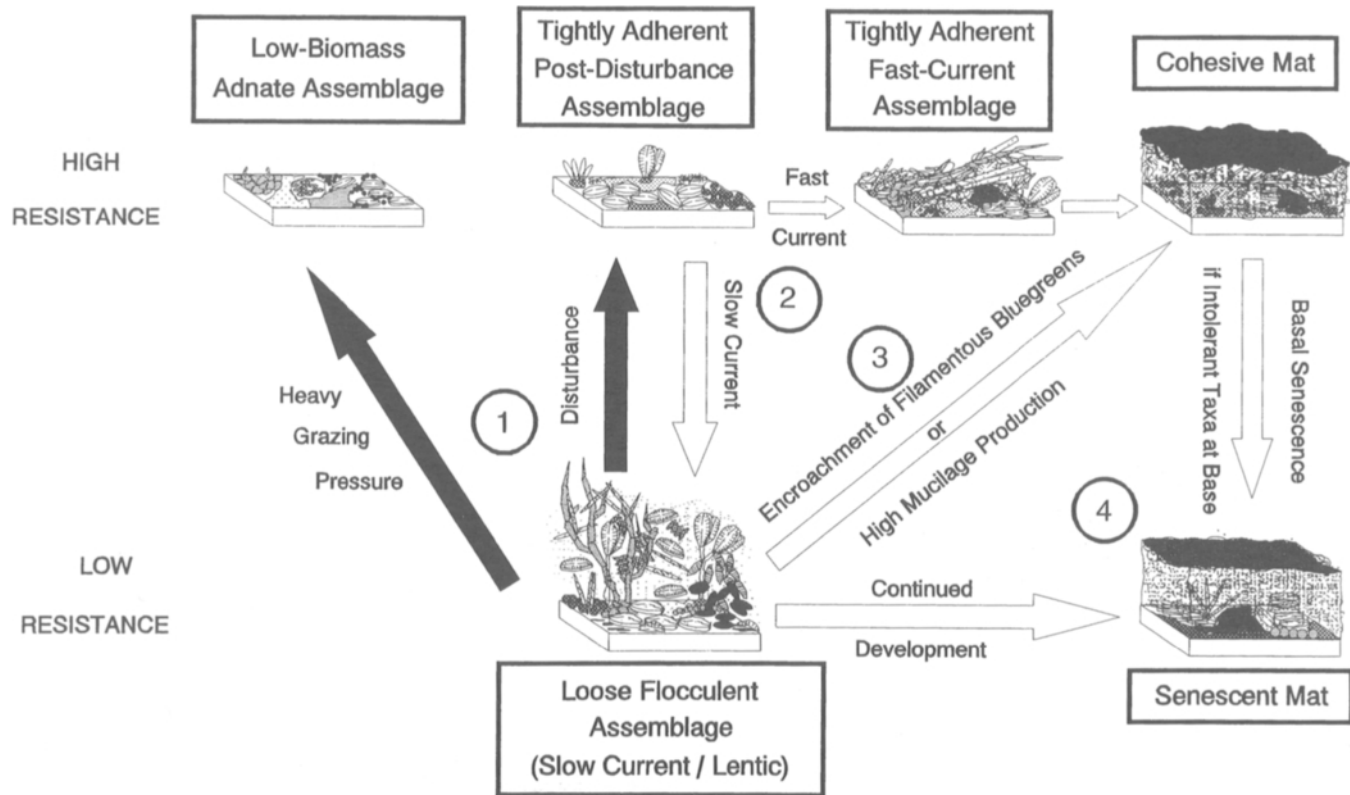 Low-Biomass
Adnate Assemblage
Tightly Adherent
Post-Disturbance
Assemblage
Tightly Adherent
Fast-Current
Assemblage
Cohesive Mat
HIGH
RESISTANCE
Fast
Current
Heavy
Grazing
Pressure
1
Disturbance
Slow Current
2
3
Encroachment of Filamentous Bluegreens
or
High Mucilage Production
if Intolerant Taxa at Base
Basal Senescence
4
LOW
RESISTANCE
Continued
Development
Loose Flocculent
Assemblage
(Slow Current / Lentic)
Senescent Mat